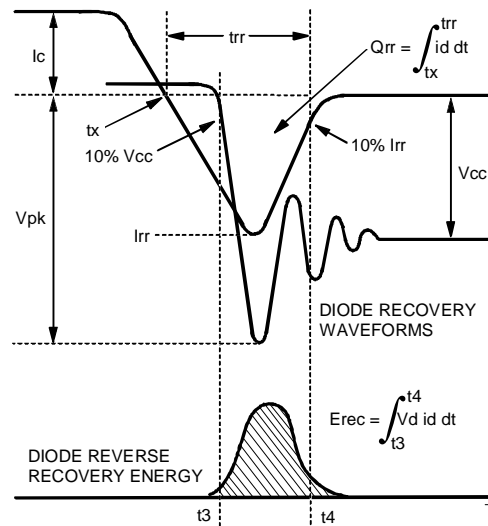 trr
Ic
Qrr = ∫ trr tx id dt
tx
10% Vcc
10% Irr
Vcc
Vpk
Irr
DIODE RECOVERY
WAVEFORMS
Erec = ∫ t4 t3 Vd id dt
DIODE REVERSE
RECOVERY ENERGY
t3
t4